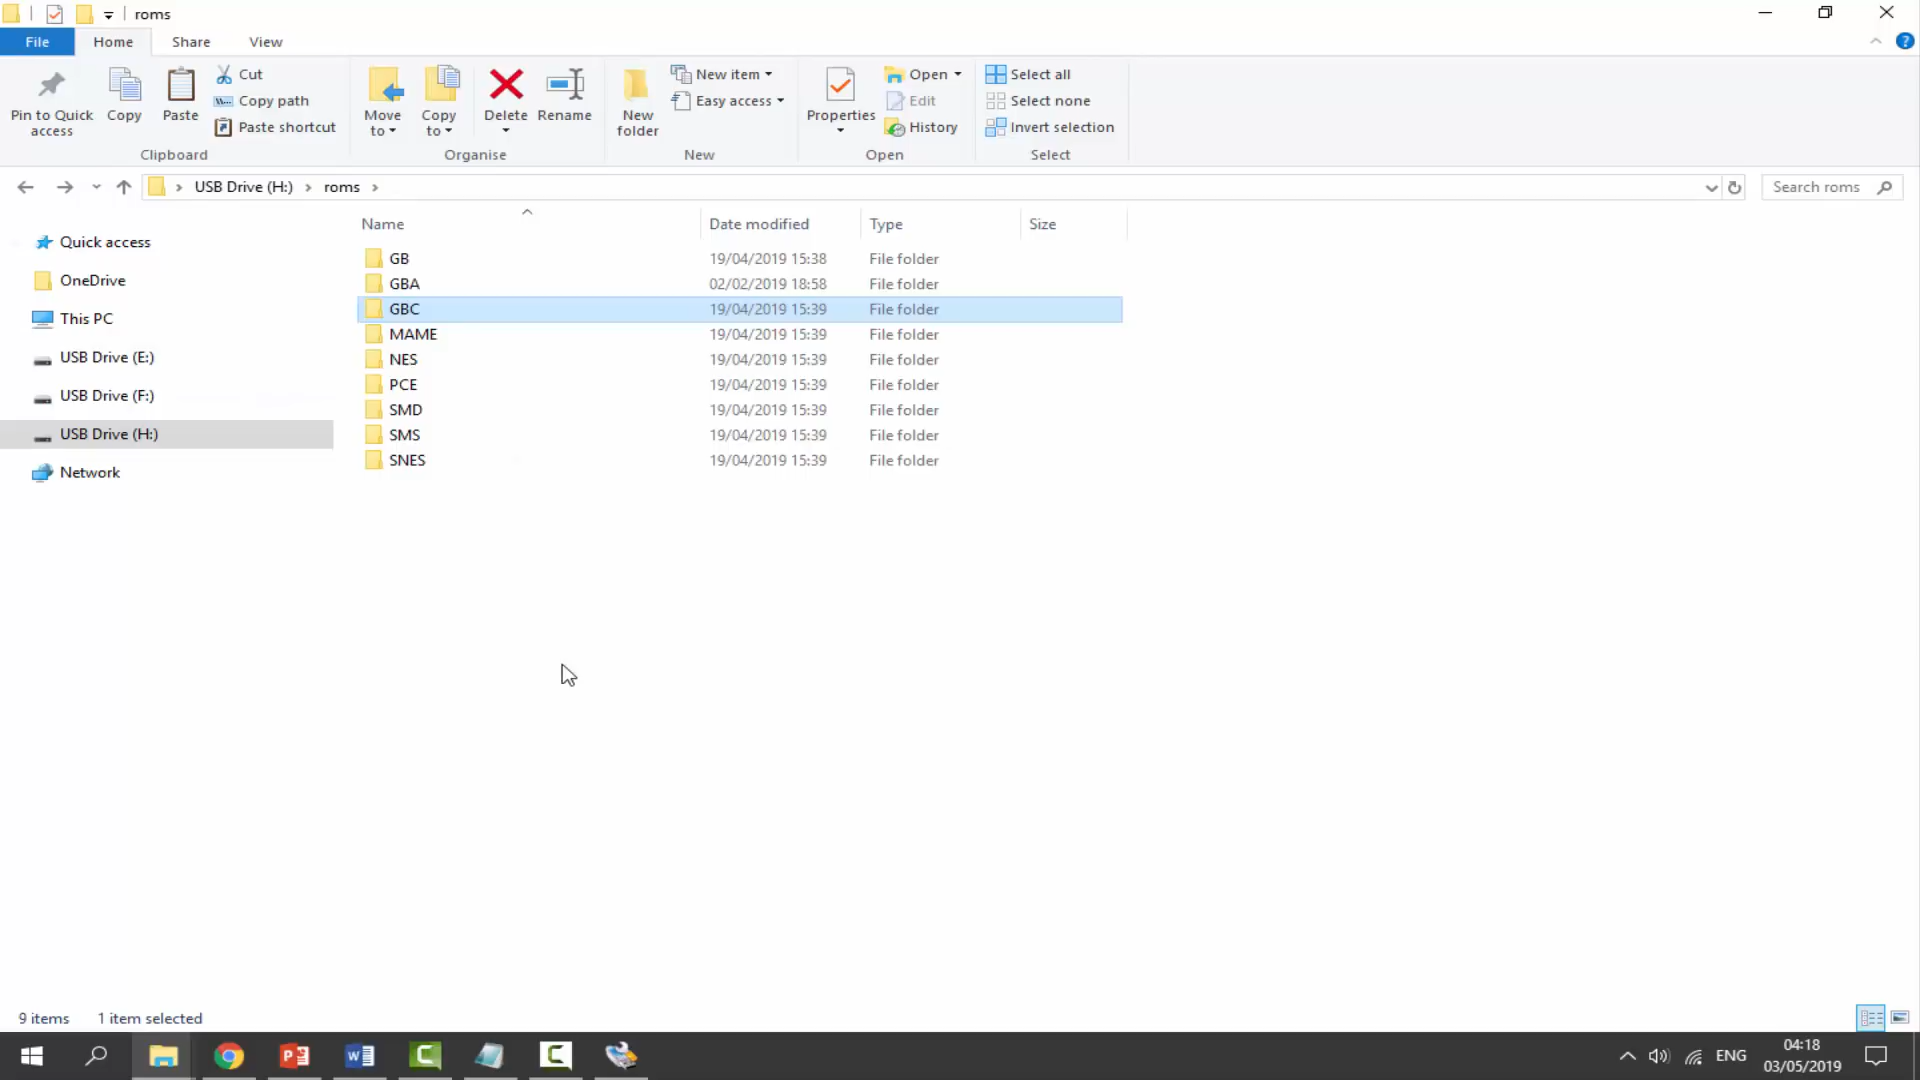 roms
File Home Share View
Pin to Quick access
Copy
Paste
Cut
Copy path
Paste shortcut
Clipboard
Move to
Copy to
Delete
Rename
Organise
New folder
New item
Easy access
New
Properties
Open
Edit
History
Open
Select all
Select none
Invert selection
Select
USB Drive (H:) roms
Search roms
Quick access
OneDrive
This PC
USB Drive (E:)
USB Drive (F:)
USB Drive (H:)
Network
Name Date modified Type Size
GB 19/04/2019 15:38 File folder
GBA 02/02/2019 18:58 File folder
GBC 19/04/2019 15:39 File folder
MAME 19/04/2019 15:39 File folder
NES 19/04/2019 15:39 File folder
PCE 19/04/2019 15:39 File folder
SMD 19/04/2019 15:39 File folder
SMS 19/04/2019 15:39 File folder
SNES 19/04/2019 15:39 File folder
9 items 1 item selected
ENG
04:18
03/05/2019